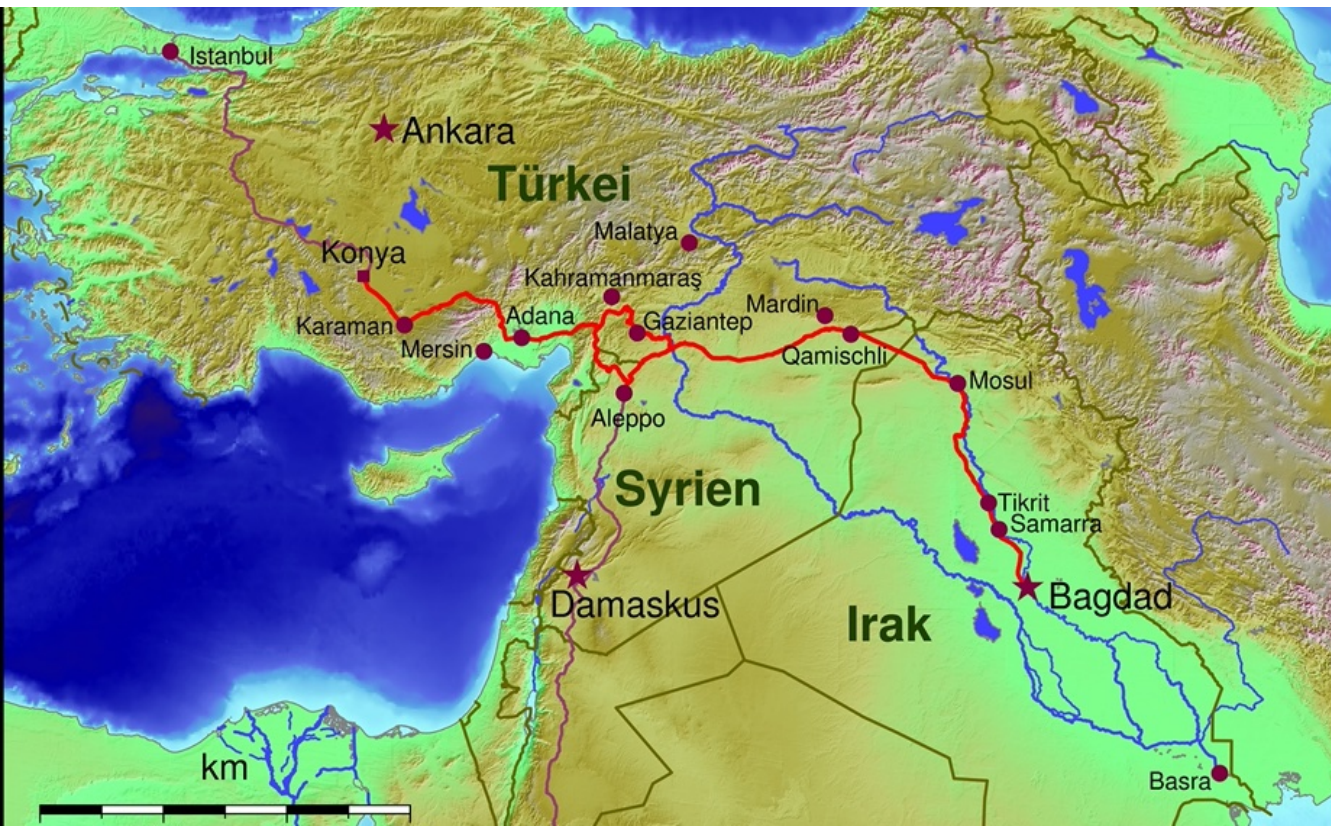 Istanbul
Ankara
Türkei
Malatya
Konya
Kahramanmaraş
Mardin
Adana
Gaziantep
Karaman
Mersin
Qamischli
Mosul
Aleppo
Syrien
Tikrit
Samarra
Damaskus
Bagdad
Irak
km
Basra